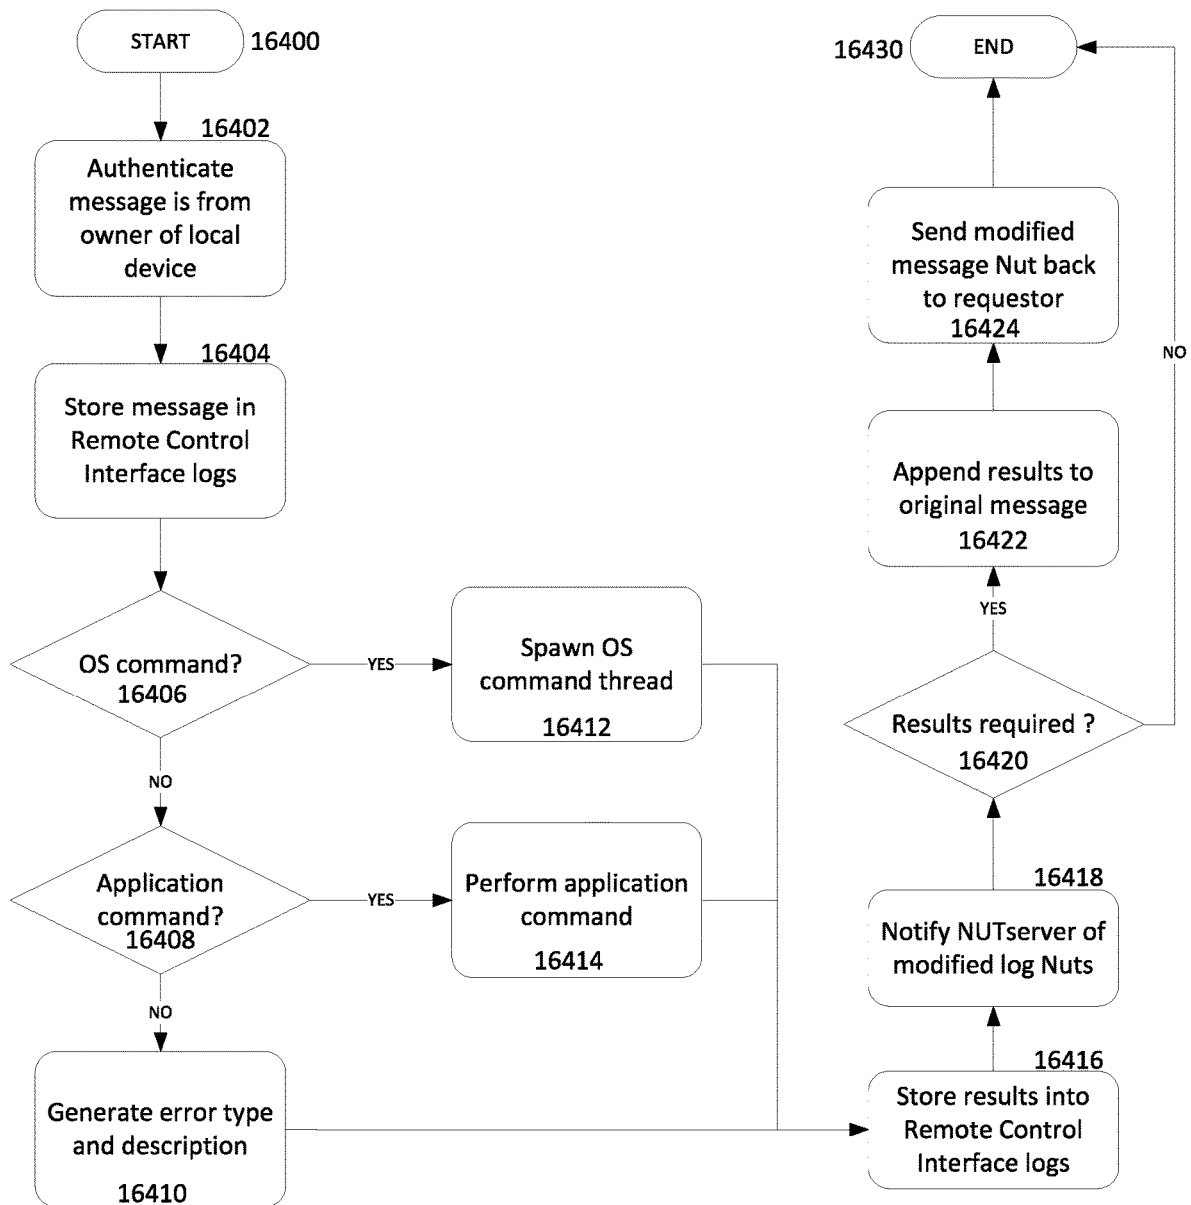 START
16400
16402
Authenticate
message is from
owner of local
device
16404
Store message in
Remote Control
Interface logs
OS command?
16406
YES
Spawn OS
command thread
16412
NO
Application
command?
16408
YES
Perform application
command
16414
NO
Generate error type
and description
16410
16416
Store results into
Remote Control
Interface logs
16418
Notify NUTserver of
modified log Nuts
Results required ?
16420
YES
NO
Append results to
original message
16422
Send modified
message Nut back
to requestor
16424
16430
END